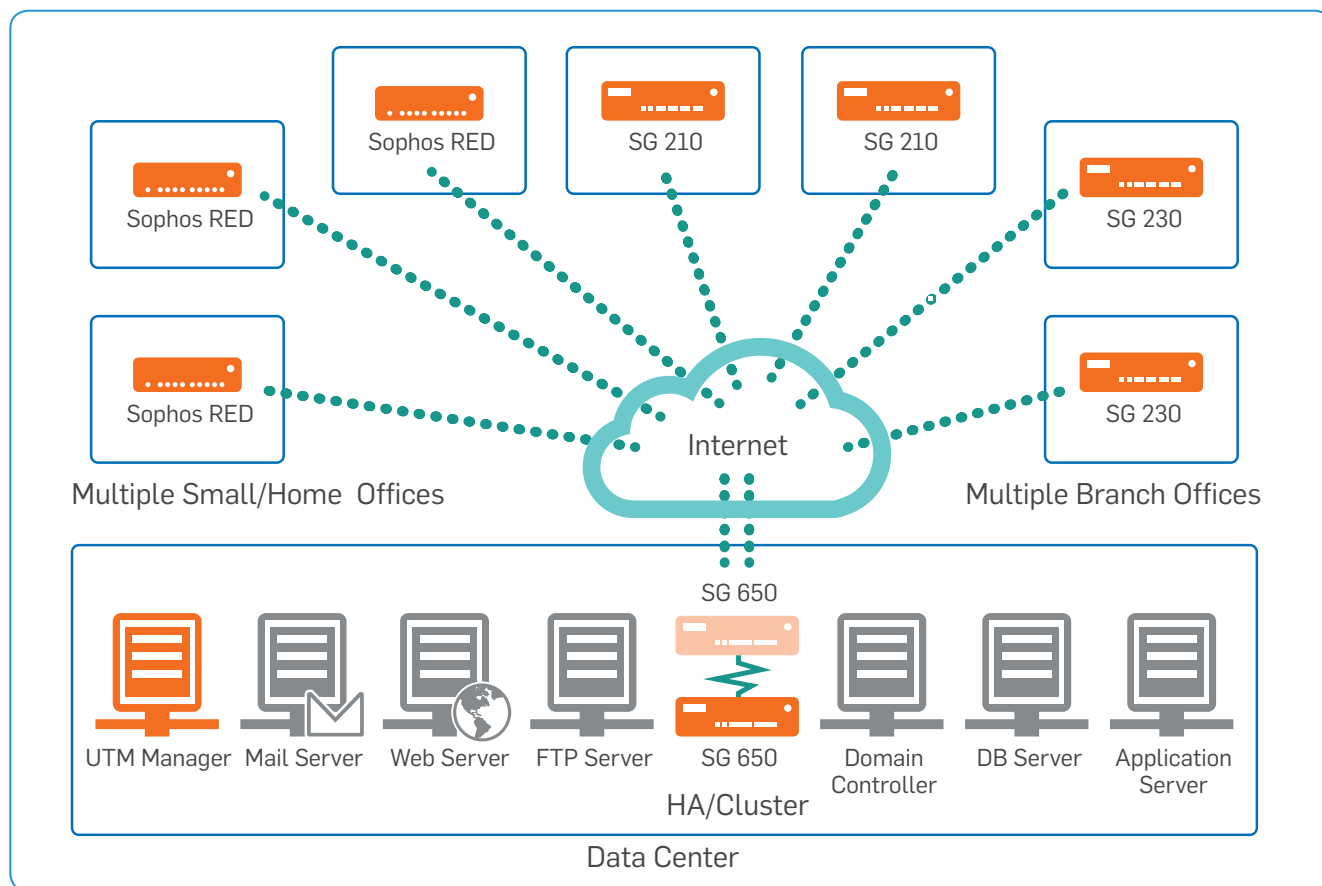 Sophos RED
SG 210
SG 210
Sophos RED
SG 230
Sophos RED
SG 230
Internet
Multiple Small/Home Offices
Multiple Branch Offices
SG 650
UTM Manager
Mail Server
Web Server
FTP Server
SG 650
Domain
Controller
DB Server
Application
Server
HA/Cluster
Data Center